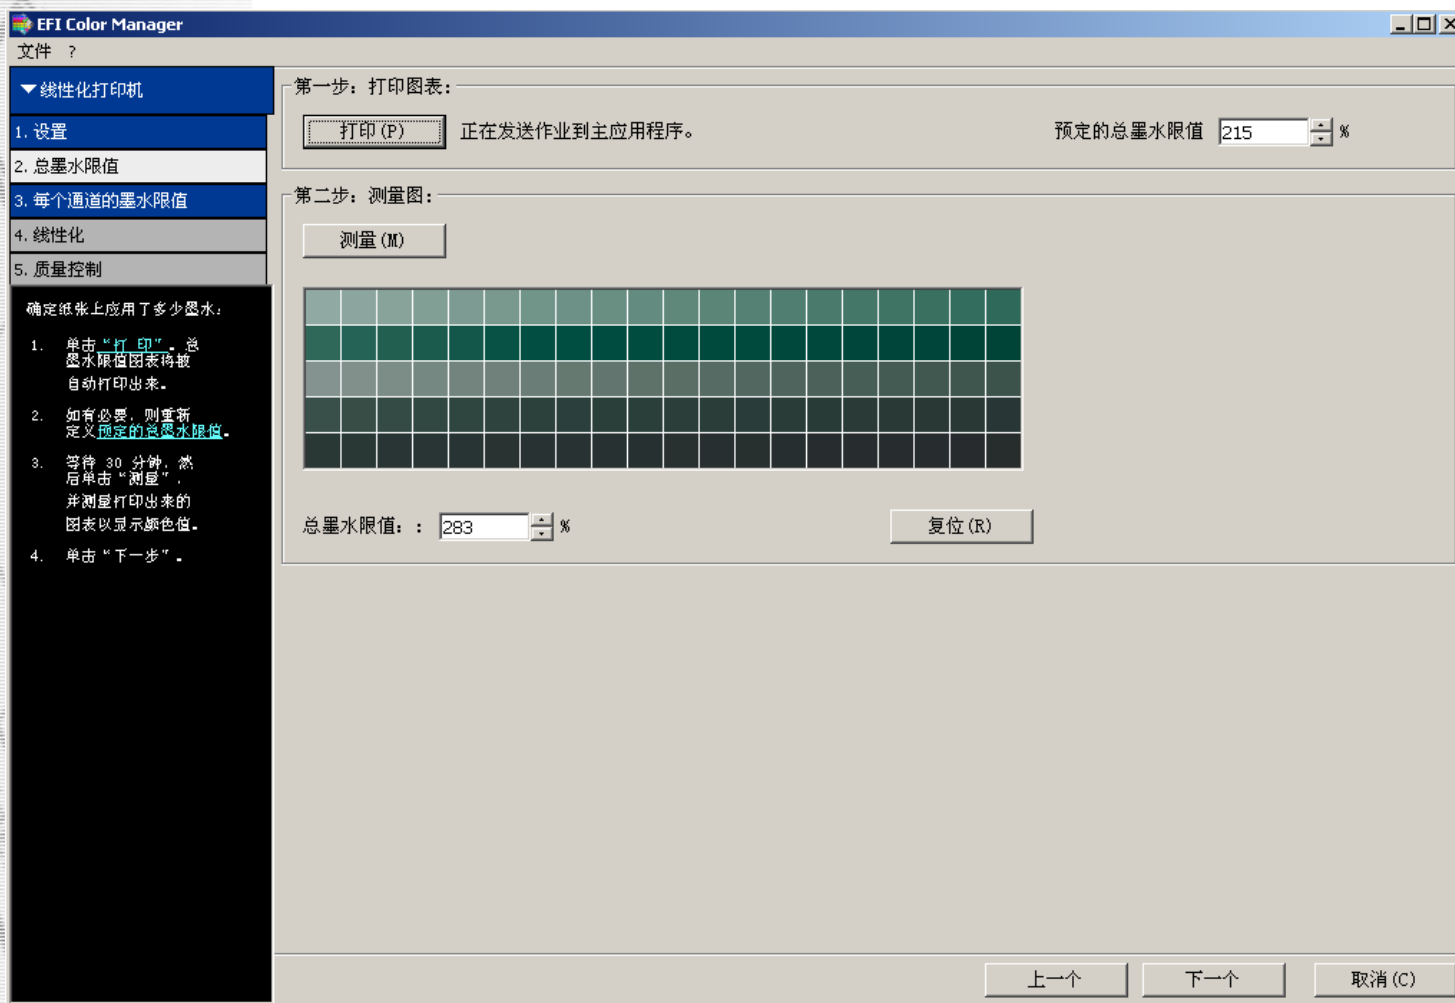 EFI Color Manager
文件 ?
线性化打印机
1. 设置
2. 总墨水限值
3. 每个通道的墨水限值
4. 线性化
5. 质量控制
确定纸张上应用了多少墨水:
1. 单击“打 印”。总
墨水限值图表将被
自动打印出来。
2. 如有必要,则重新
定义预定的总墨水限值。
3. 等待 30 分钟,然
后单击“测量”,
并测量打印出来的
图表以显示颜色值。
4. 单击“下一步”。
第一步: 打印图表:
打印(P) 正在发送作业到主应用程序。 预定的总墨水限值 215 %
第二步: 测量图:
测量(M)
总墨水限值: : 283 % 复位(R)
上一个 下一个 取消(C)